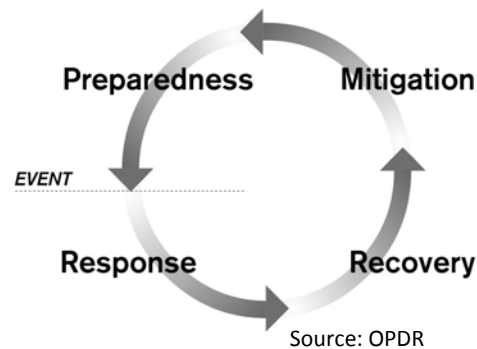 Preparedness
Mitigation
EVENT
Response
Recovery
Source: OPDR